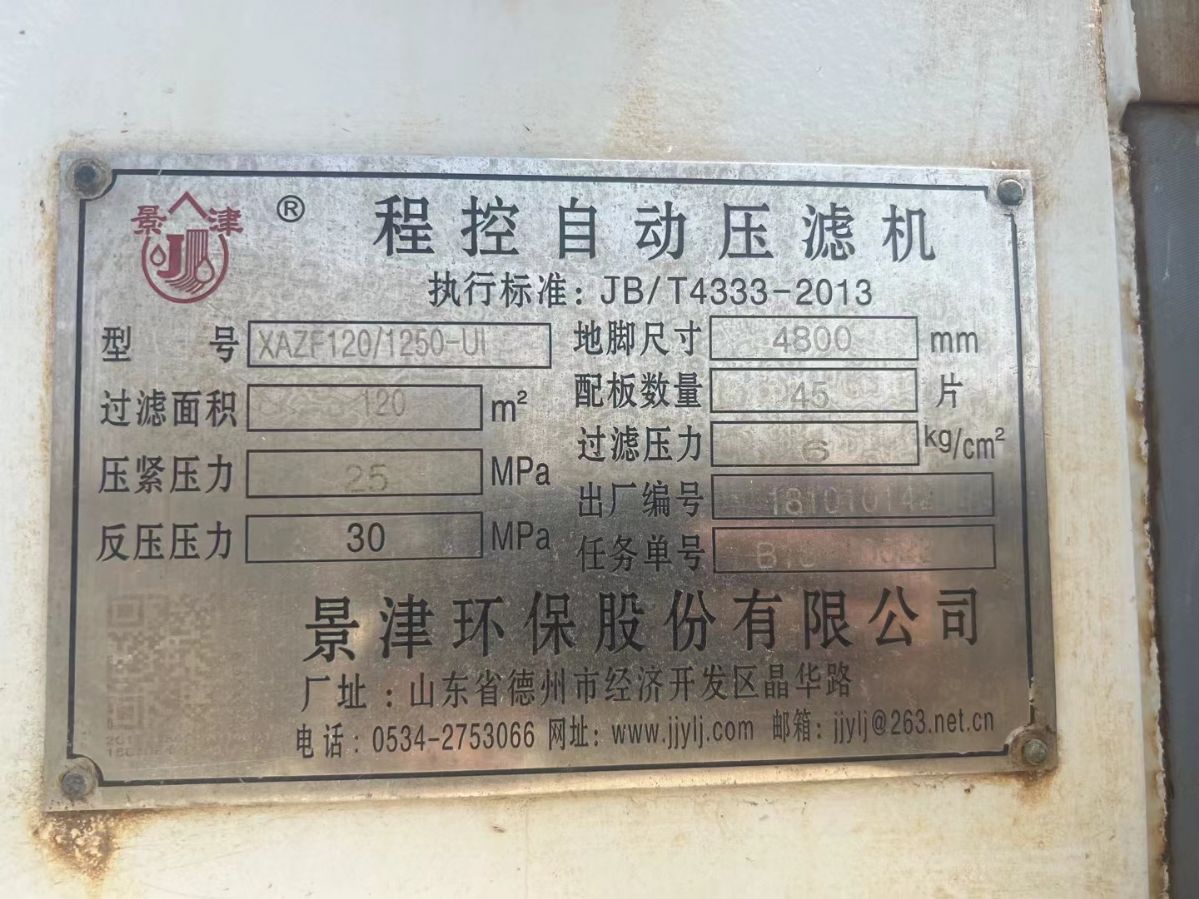 景津 ® 程控自动压滤机
执行标准：JB/T4333-2013
型 号 XAZF120/1250-UI
地脚尺寸 4800 mm
过滤面积 120 m²
配板数量 45 片
压紧压力 25 MPa
过滤压力 6 kg/cm²
反压压力 30 MPa
出厂编号
任务单号
景津环保股份有限公司
厂址：山东省德州市经济开发区晶华路
电话：0534-2753066 网址：www.jjylj.com 邮箱：jjylj@263.net.cn